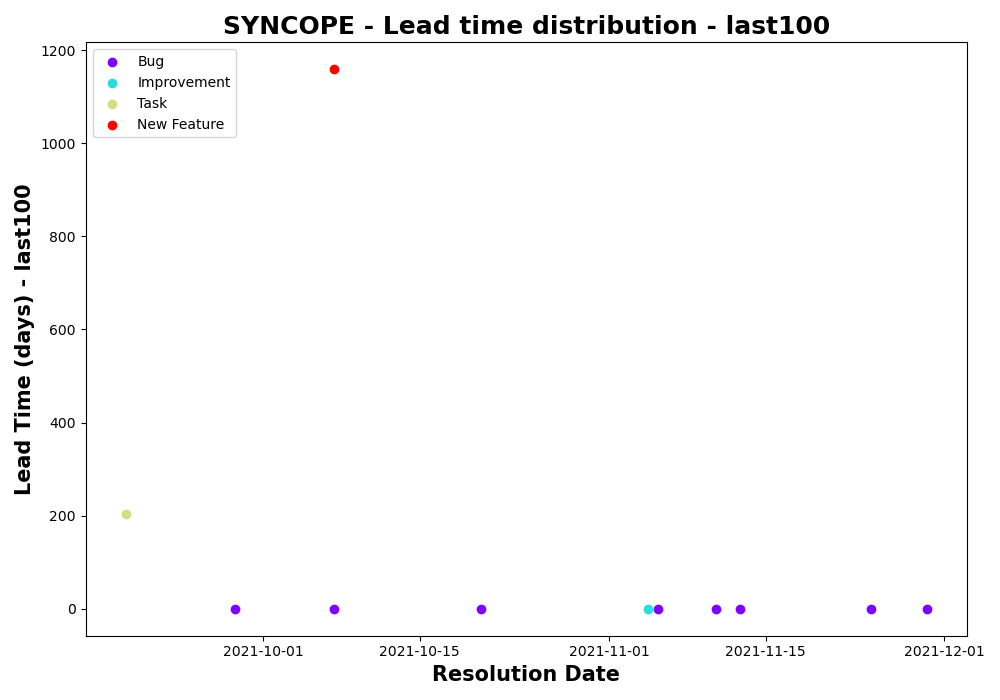 SYNCOPE - Lead time distribution - last100
1200
1000
800
600
400
200
0
Lead Time (days) - last100
Bug
Improvement
Task
New Feature
2021-10-01 2021-10-15 2021-11-01 2021-11-15 2021-12-01
Resolution Date